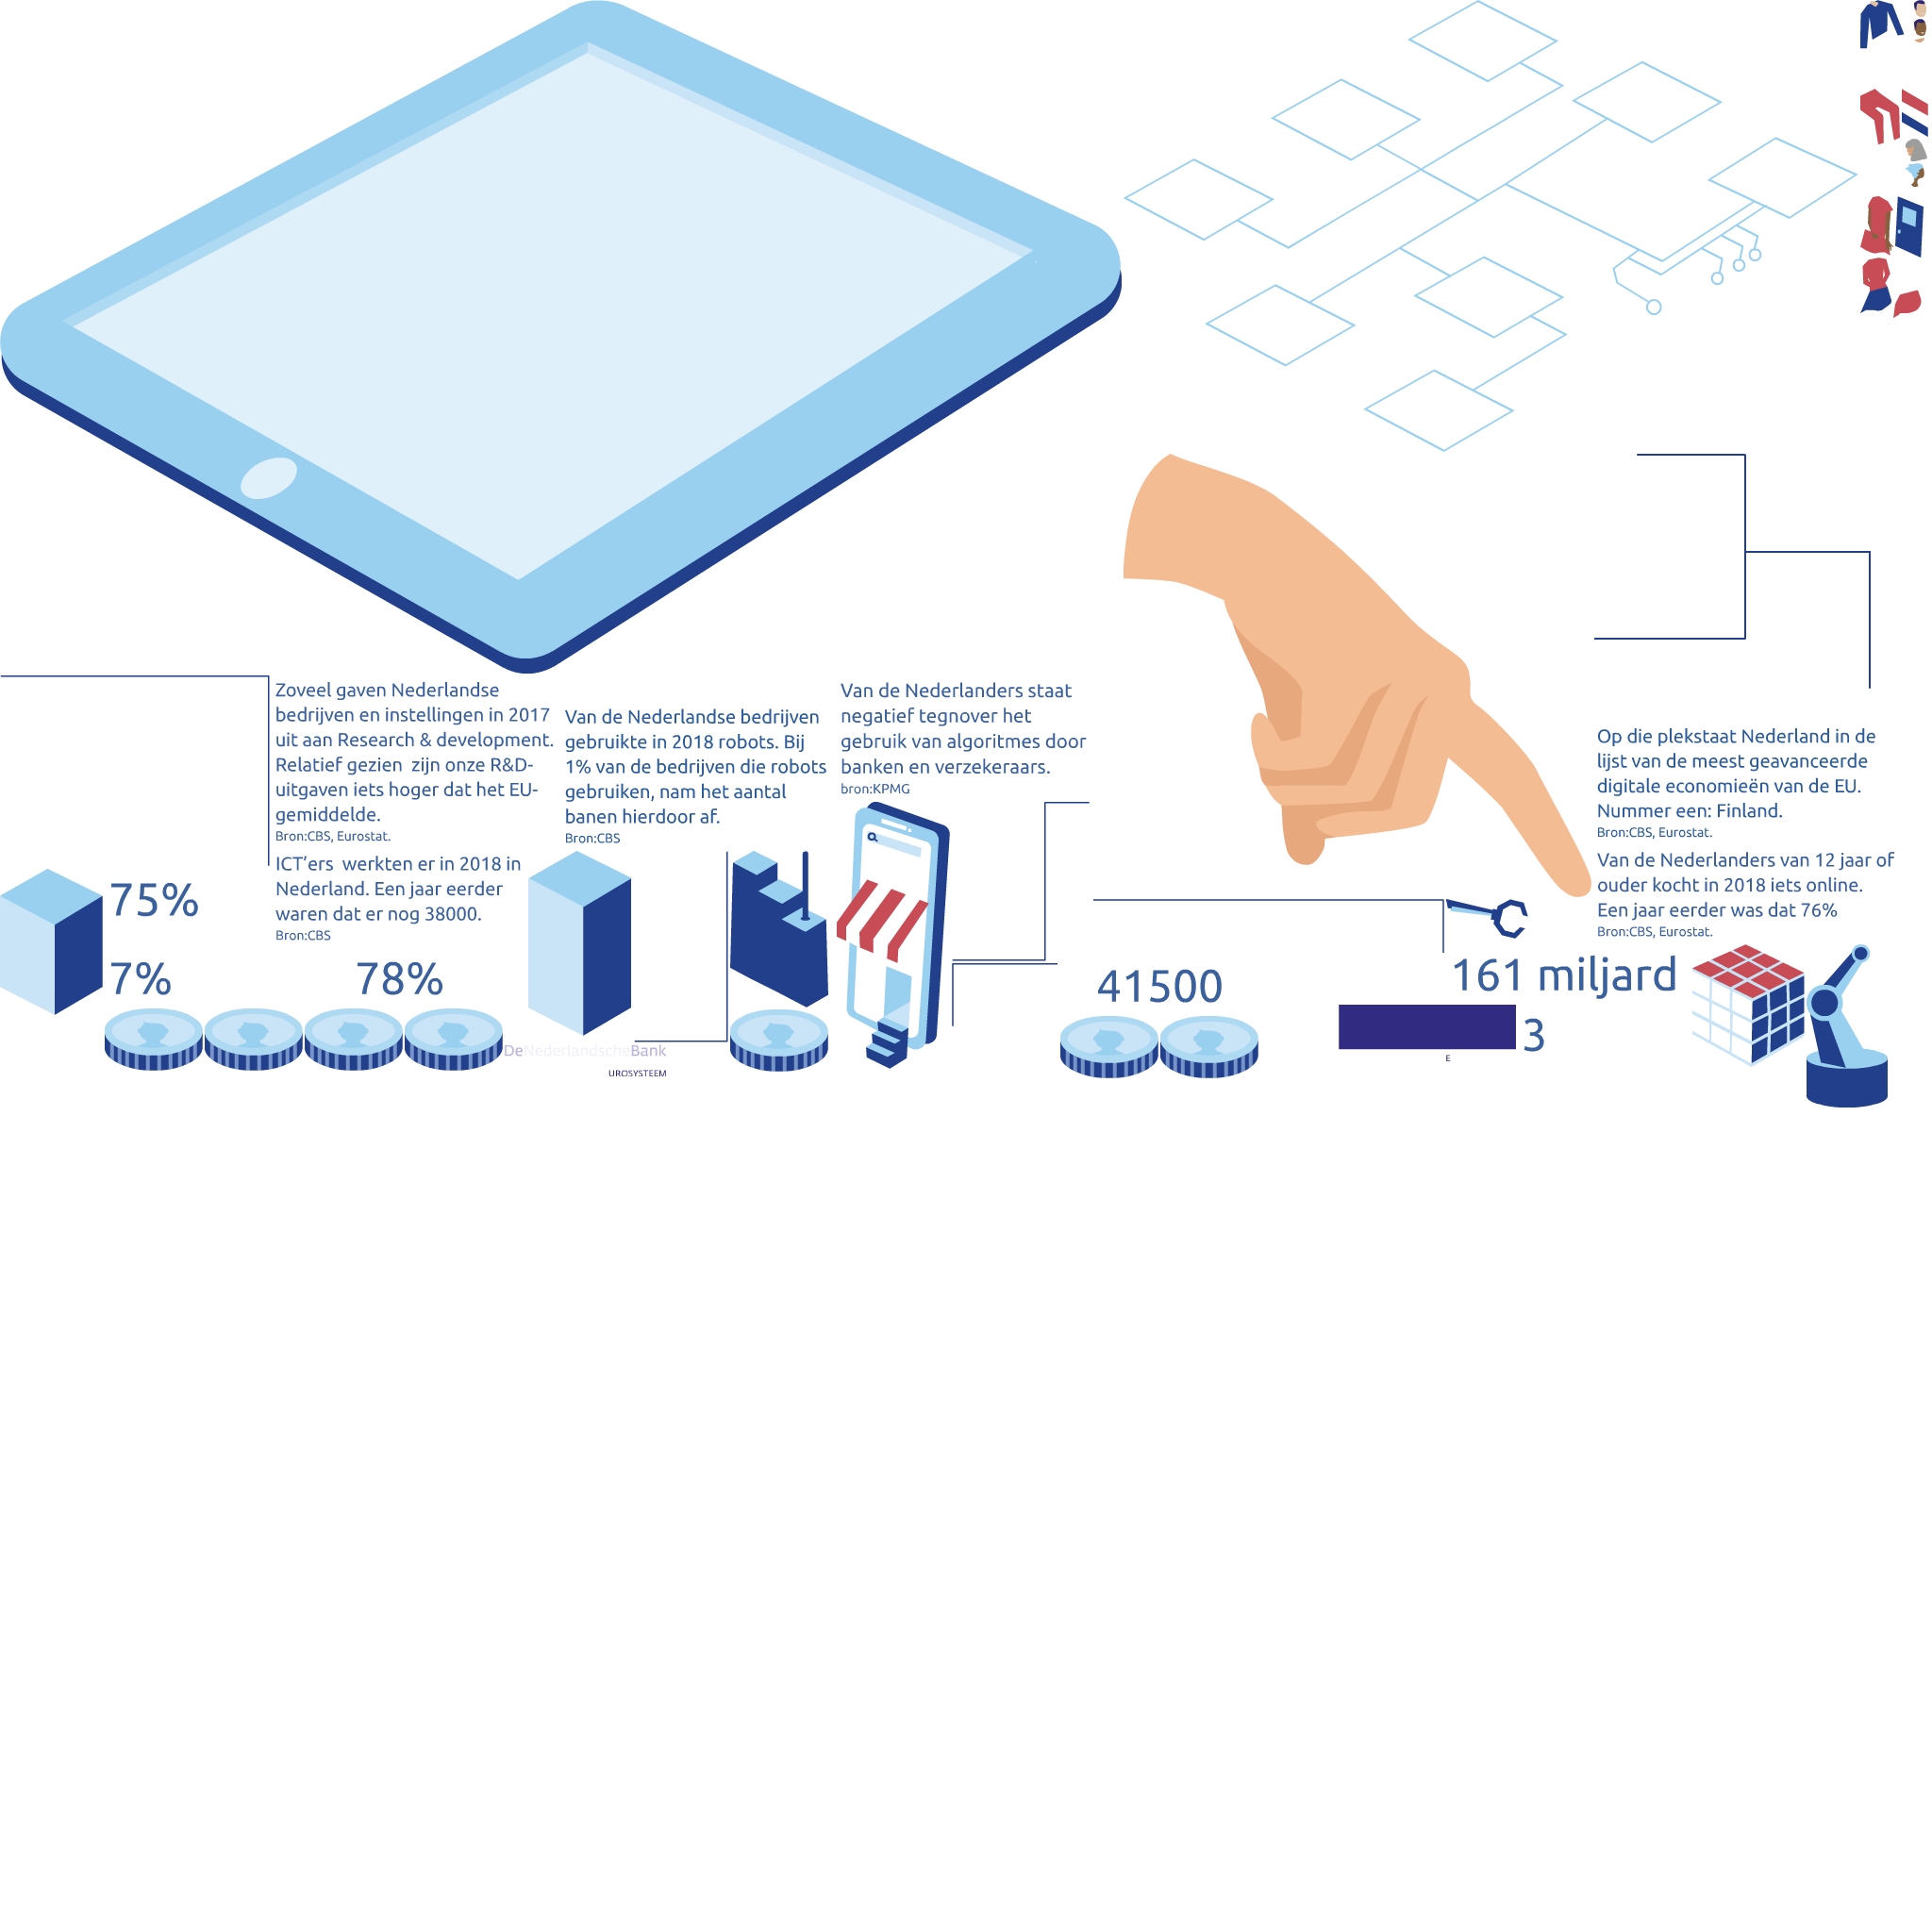 Zoveel gaven Nederlandse
bedrijven en instellingen in 2017
uit aan Research & development.
Relatief gezien  zijn onze R&D-
uitgaven iets hoger dat het EU-
gemiddelde.
Bron:CBS, Eurostat.
ICT’ers  werkten er in 2018 in
Nederland. Een jaar eerder
waren dat er nog 38000.
Bron:CBS
Van de Nederlandse bedrijven
gebruikte in 2018 robots. Bij
1% van de bedrijven die robots
gebruiken, nam het aantal
banen hierdoor af.
Bron:CBS
Van de Nederlanders staat
negatief tegnover het
gebruik van algoritmes door
banken en verzekeraars.
bron:KPMG
Op die plekstaat Nederland in de
lijst van de meest geavanceerde
digitale economieën van de EU.
Nummer een: Finland.
Bron:CBS, Eurostat.
Van de Nederlanders van 12 jaar of
ouder kocht in 2018 iets online.
Een jaar eerder was dat 76%
Bron:CBS, Eurostat.
75%
7%
78%
41500
161 miljard
3
DeNederlandscheBank
E
UROSYSTEEM